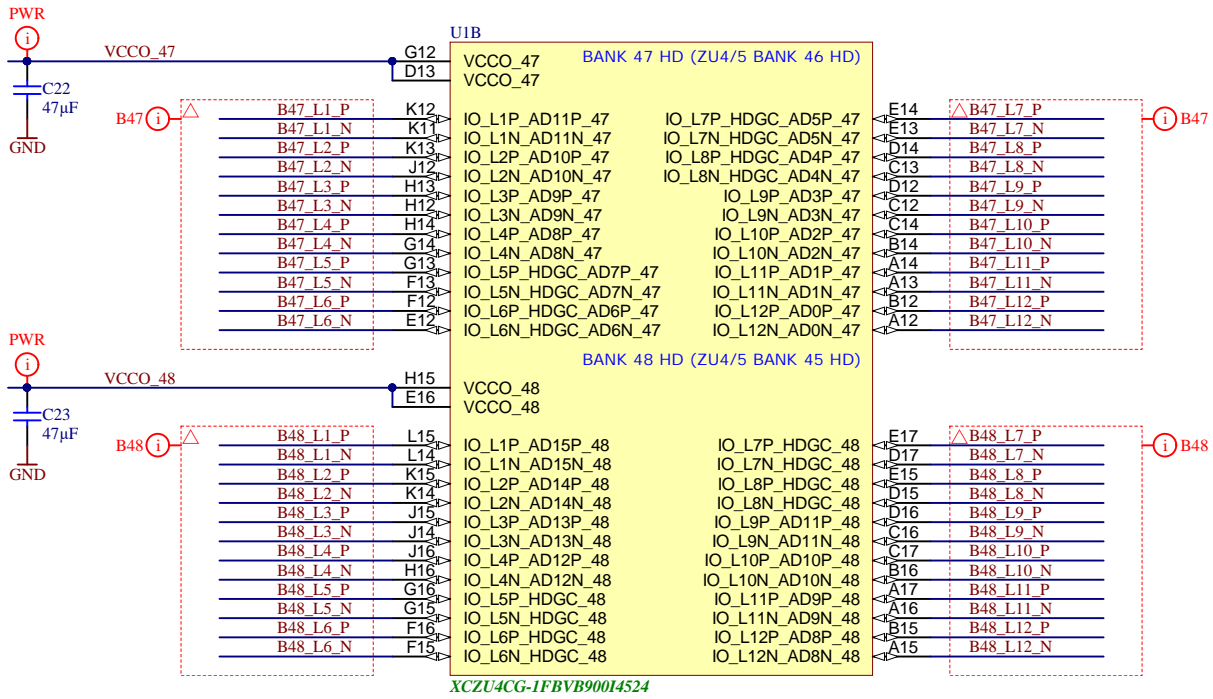 PWR
i
VCCO_47
C22
47µF
GND
U1B
BANK 47 HD (ZU4/5 BANK 46 HD)
G12 VCCO_47
D13 VCCO_47
B47 i
i B47
B47_L1_P K12 IO_L1P_AD11P_47 IO_L7P_HDGC_AD5P_47 E14 B47_L7_P
B47_L1_N K11 IO_L1N_AD11N_47 IO_L7N_HDGC_AD5N_47 E13 B47_L7_N
B47_L2_P K13 IO_L2P_AD10P_47 IO_L8P_HDGC_AD4P_47 D14 B47_L8_P
B47_L2_N J12 IO_L2N_AD10N_47 IO_L8N_HDGC_AD4N_47 C13 B47_L8_N
B47_L3_P H13 IO_L3P_AD9P_47 IO_L9P_AD3P_47 D12 B47_L9_P
B47_L3_N H12 IO_L3N_AD9N_47 IO_L9N_AD3N_47 C12 B47_L9_N
B47_L4_P H14 IO_L4P_AD8P_47 IO_L10P_AD2P_47 C14 B47_L10_P
B47_L4_N G14 IO_L4N_AD8N_47 IO_L10N_AD2N_47 B14 B47_L10_N
B47_L5_P G13 IO_L5P_HDGC_AD7P_47 IO_L11P_AD1P_47 A14 B47_L11_P
B47_L5_N F13 IO_L5N_HDGC_AD7N_47 IO_L11N_AD1N_47 A13 B47_L11_N
B47_L6_P F12 IO_L6P_HDGC_AD6P_47 IO_L12P_AD0P_47 B12 B47_L12_P
B47_L6_N E12 IO_L6N_HDGC_AD6N_47 IO_L12N_AD0N_47 A12 B47_L12_N
PWR
i
VCCO_48
C23
47µF
GND
BANK 48 HD (ZU4/5 BANK 45 HD)
H15 VCCO_48
E16 VCCO_48
B48 i
i B48
B48_L1_P L15 IO_L1P_AD15P_48 IO_L7P_HDGC_48 E17 B48_L7_P
B48_L1_N L14 IO_L1N_AD15N_48 IO_L7N_HDGC_48 D17 B48_L7_N
B48_L2_P K15 IO_L2P_AD14P_48 IO_L8P_HDGC_48 E15 B48_L8_P
B48_L2_N K14 IO_L2N_AD14N_48 IO_L8N_HDGC_48 D15 B48_L8_N
B48_L3_P J15 IO_L3P_AD13P_48 IO_L9P_AD11P_48 D16 B48_L9_P
B48_L3_N J14 IO_L3N_AD13N_48 IO_L9N_AD11N_48 C16 B48_L9_N
B48_L4_P J16 IO_L4P_AD12P_48 IO_L10P_AD10P_48 C17 B48_L10_P
B48_L4_N H16 IO_L4N_AD12N_48 IO_L10N_AD10N_48 B16 B48_L10_N
B48_L5_P G16 IO_L5P_HDGC_48 IO_L11P_AD9P_48 A17 B48_L11_P
B48_L5_N G15 IO_L5N_HDGC_48 IO_L11N_AD9N_48 A16 B48_L11_N
B48_L6_P F16 IO_L6P_HDGC_48 IO_L12P_AD8P_48 B15 B48_L12_P
B48_L6_N F15 IO_L6N_HDGC_48 IO_L12N_AD8N_48 A15 B48_L12_N
XCZU4CG-1FBVB900I4524